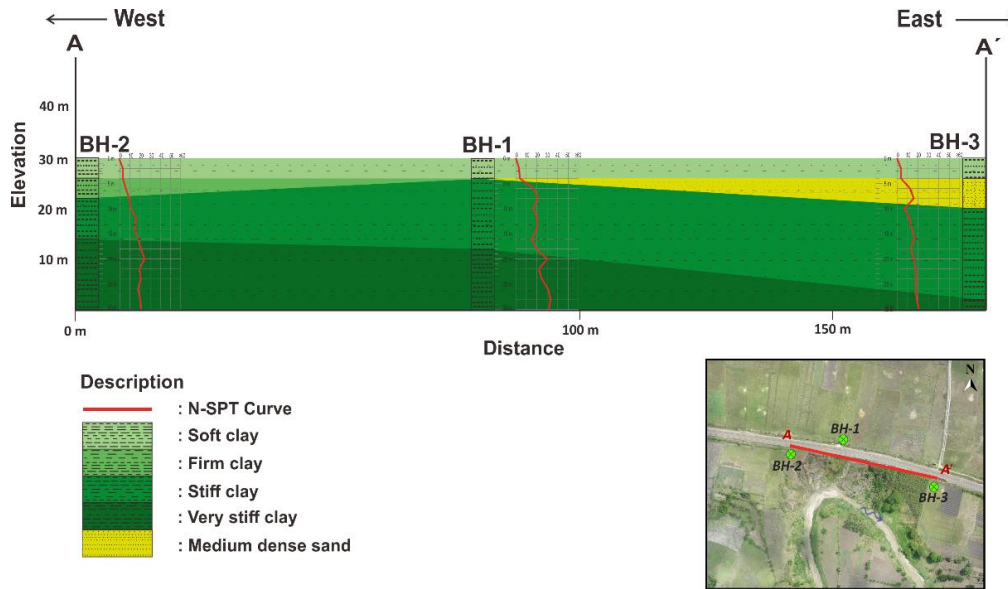 West
East
A
A´
40 m
BH-2
BH-1
BH-3
30 m
20 m
10 m
Elevation
0 m
100 m
150 m
Distance
Description
: N-SPT Curve
: Soft clay
: Firm clay
: Stiff clay
: Very stiff clay
: Medium dense sand
N
A
BH-1
BH-2
A'
BH-3